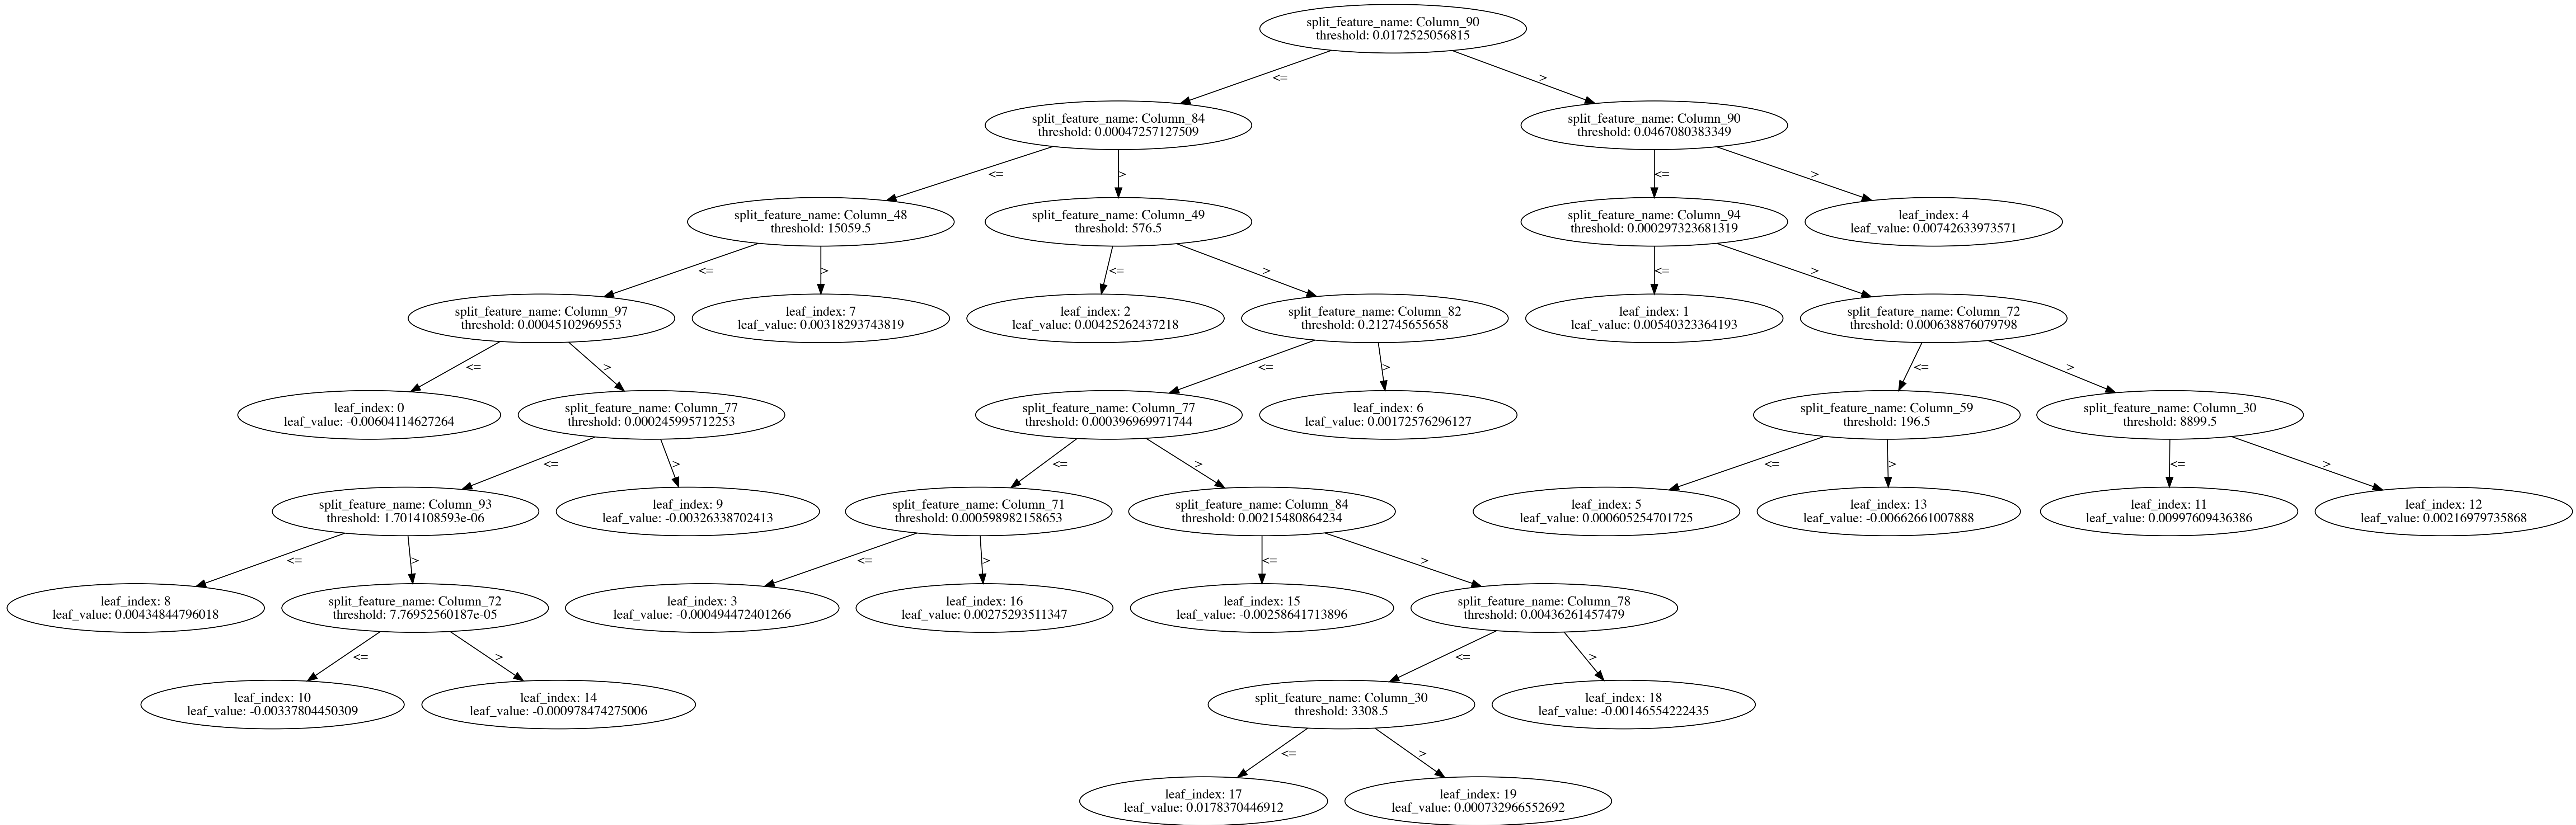 split_feature_name: Column_90
threshold: 0.0172525056815
<=
>
split_feature_name: Column_84
threshold: 0.00047257127509
split_feature_name: Column_90
threshold: 0.0467080383349
<=
>
<=
>
split_feature_name: Column_48
threshold: 15059.5
split_feature_name: Column_49
threshold: 576.5
split_feature_name: Column_94
threshold: 0.000297323681319
leaf_index: 4
leaf_value: 0.00742633973571
<=
>
<=
>
<=
>
split_feature_name: Column_97
threshold: 0.00045102969553
leaf_index: 7
leaf_value: 0.00318293743819
leaf_index: 2
leaf_value: 0.00425262437218
split_feature_name: Column_82
threshold: 0.212745655658
leaf_index: 1
leaf_value: 0.00540323364193
split_feature_name: Column_72
threshold: 0.000638876079798
<=
>
<=
>
<=
>
leaf_index: 0
leaf_value: -0.00604114627264
split_feature_name: Column_77
threshold: 0.000245995712253
split_feature_name: Column_77
threshold: 0.000396969971744
leaf_index: 6
leaf_value: 0.00172576296127
split_feature_name: Column_59
threshold: 196.5
split_feature_name: Column_30
threshold: 8899.5
<=
>
<=
>
<=
>
<=
>
split_feature_name: Column_93
threshold: 1.7014108593e-06
leaf_index: 9
leaf_value: -0.00326338702413
split_feature_name: Column_71
threshold: 0.000598982158653
split_feature_name: Column_84
threshold: 0.00215480864234
leaf_index: 5
leaf_value: 0.000605254701725
leaf_index: 13
leaf_value: -0.00662661007888
leaf_index: 11
leaf_value: 0.00997609436386
leaf_index: 12
leaf_value: 0.00216979735868
<=
>
<=
>
<=
>
leaf_index: 8
leaf_value: 0.00434844796018
split_feature_name: Column_72
threshold: 7.76952560187e-05
leaf_index: 3
leaf_value: -0.000494472401266
leaf_index: 16
leaf_value: 0.00275293511347
leaf_index: 15
leaf_value: -0.00258641713896
split_feature_name: Column_78
threshold: 0.00436261457479
<=
>
<=
>
leaf_index: 10
leaf_value: -0.00337804450309
leaf_index: 14
leaf_value: -0.000978474275006
split_feature_name: Column_30
threshold: 3308.5
leaf_index: 18
leaf_value: -0.00146554222435
<=
>
leaf_index: 17
leaf_value: 0.0178370446912
leaf_index: 19
leaf_value: 0.000732966552692